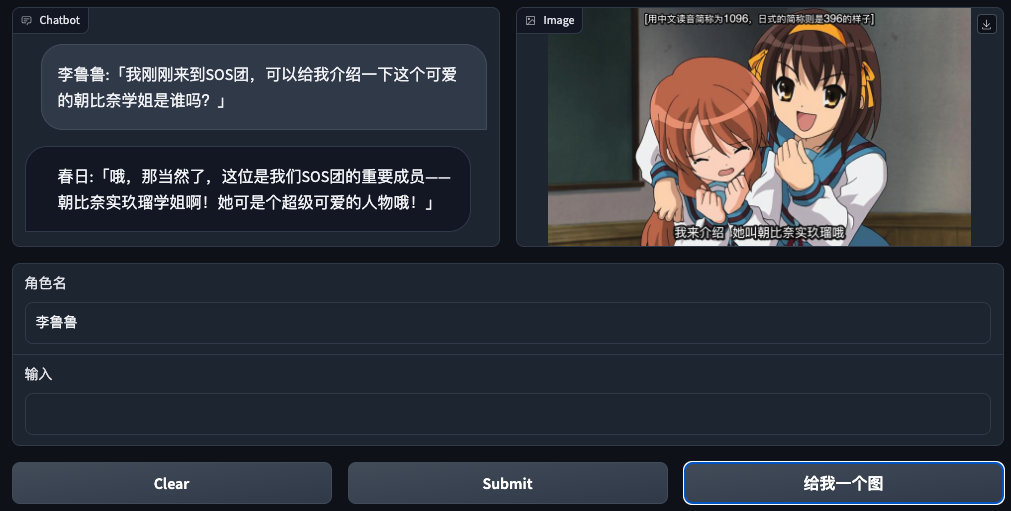 Chatbot
李鲁鲁:「我刚刚来到SOS团，可以给我介绍一下这个可爱
的朝比奈学姐是谁吗？」
春日:「哦，那当然了，这位是我们SOS团的重要成员——
朝比奈实玖瑠学姐啊！她可是个超级可爱的人物哦！」
Image
[用中文读音简称为1096，日式的简称则是396的样子]
我来介绍 她叫朝比奈实玖瑠哦
角色名
李鲁鲁
输入
Clear
Submit
给我一个图